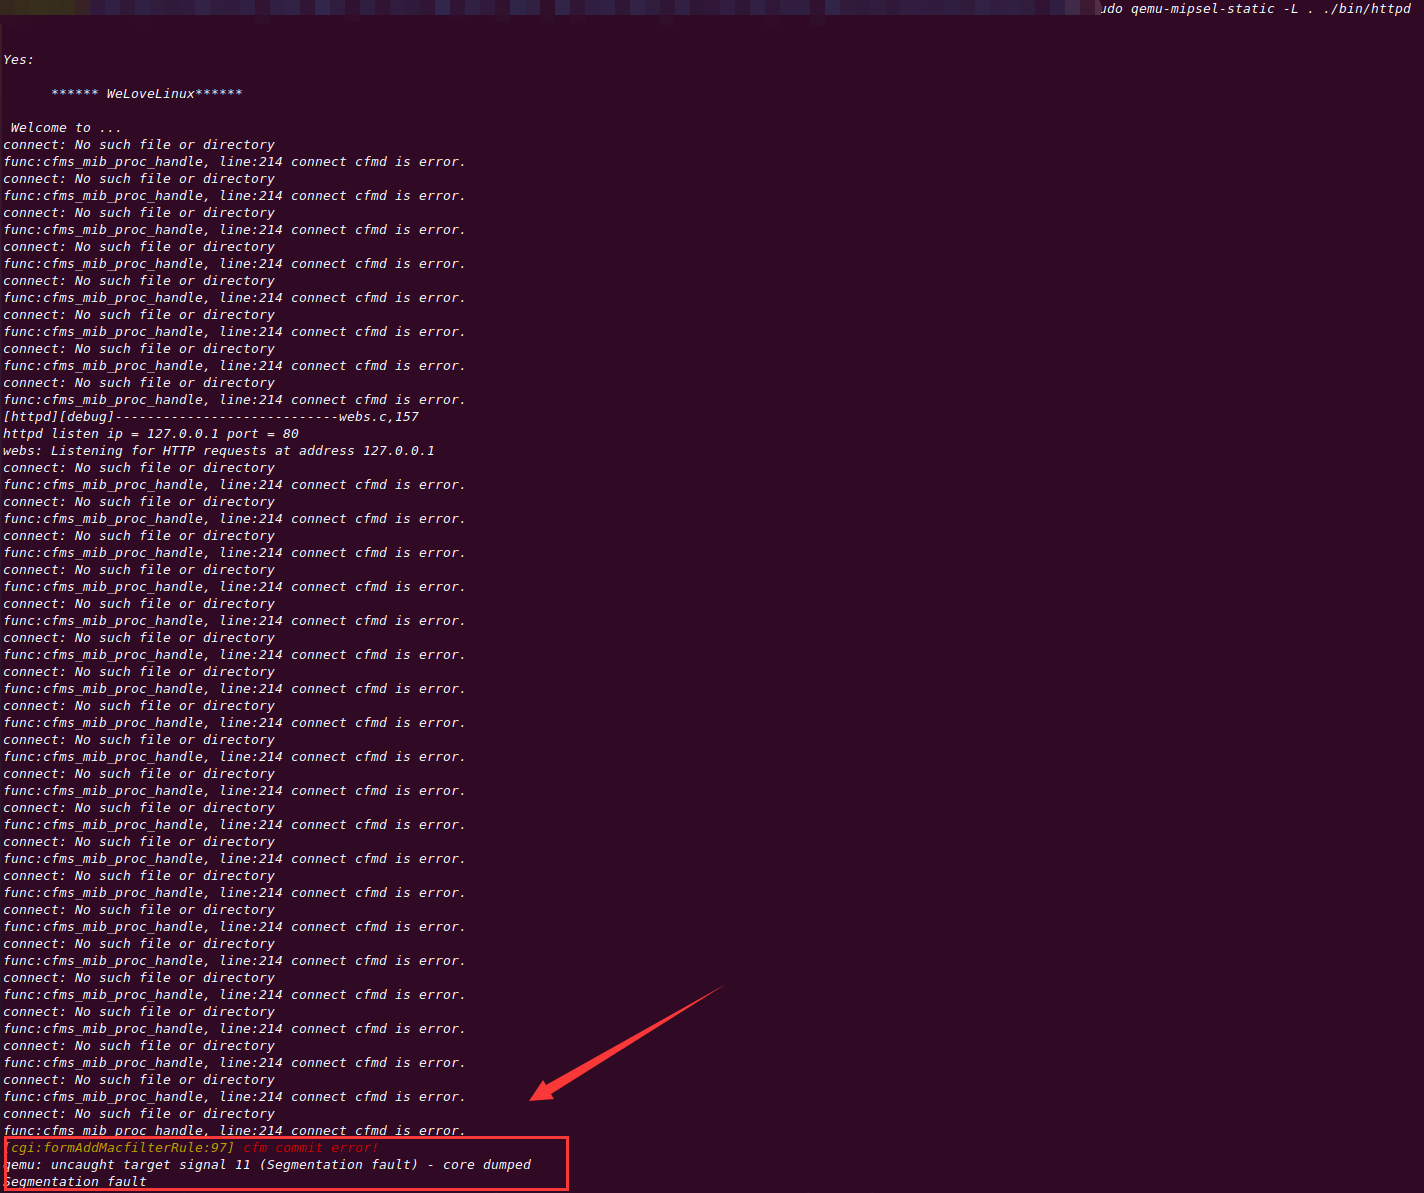 udo qemu-mipsel-static -L . ./bin/httpd
Yes:
****** WeLoveLinux******
Welcome to ...
connect: No such file or directory
func:cfms_mib_proc_handle, line:214 connect cfmd is error.
connect: No such file or directory
func:cfms_mib_proc_handle, line:214 connect cfmd is error.
connect: No such file or directory
func:cfms_mib_proc_handle, line:214 connect cfmd is error.
connect: No such file or directory
func:cfms_mib_proc_handle, line:214 connect cfmd is error.
connect: No such file or directory
func:cfms_mib_proc_handle, line:214 connect cfmd is error.
connect: No such file or directory
func:cfms_mib_proc_handle, line:214 connect cfmd is error.
connect: No such file or directory
func:cfms_mib_proc_handle, line:214 connect cfmd is error.
connect: No such file or directory
func:cfms_mib_proc_handle, line:214 connect cfmd is error.
[httpd][debug]----------------------------webs.c,157
httpd listen ip = 127.0.0.1 port = 80
webs: Listening for HTTP requests at address 127.0.0.1
connect: No such file or directory
func:cfms_mib_proc_handle, line:214 connect cfmd is error.
connect: No such file or directory
func:cfms_mib_proc_handle, line:214 connect cfmd is error.
connect: No such file or directory
func:cfms_mib_proc_handle, line:214 connect cfmd is error.
connect: No such file or directory
func:cfms_mib_proc_handle, line:214 connect cfmd is error.
connect: No such file or directory
func:cfms_mib_proc_handle, line:214 connect cfmd is error.
connect: No such file or directory
func:cfms_mib_proc_handle, line:214 connect cfmd is error.
connect: No such file or directory
func:cfms_mib_proc_handle, line:214 connect cfmd is error.
connect: No such file or directory
func:cfms_mib_proc_handle, line:214 connect cfmd is error.
connect: No such file or directory
func:cfms_mib_proc_handle, line:214 connect cfmd is error.
connect: No such file or directory
func:cfms_mib_proc_handle, line:214 connect cfmd is error.
connect: No such file or directory
func:cfms_mib_proc_handle, line:214 connect cfmd is error.
connect: No such file or directory
func:cfms_mib_proc_handle, line:214 connect cfmd is error.
connect: No such file or directory
func:cfms_mib_proc_handle, line:214 connect cfmd is error.
connect: No such file or directory
func:cfms_mib_proc_handle, line:214 connect cfmd is error.
connect: No such file or directory
func:cfms_mib_proc_handle, line:214 connect cfmd is error.
connect: No such file or directory
func:cfms_mib_proc_handle, line:214 connect cfmd is error.
connect: No such file or directory
func:cfms_mib_proc_handle, line:214 connect cfmd is error.
connect: No such file or directory
func:cfms_mib_proc_handle, line:214 connect cfmd is error.
connect: No such file or directory
func:cfms_mib_proc_handle, line:214 connect cfmd is error.
connect: No such file or directory
func:cfms_mib_proc_handle, line:214 connect cfmd is error.
[cgi:formAddMacfilterRule:97] cfm commit error!
qemu: uncaught target signal 11 (Segmentation fault) - core dumped
Segmentation fault